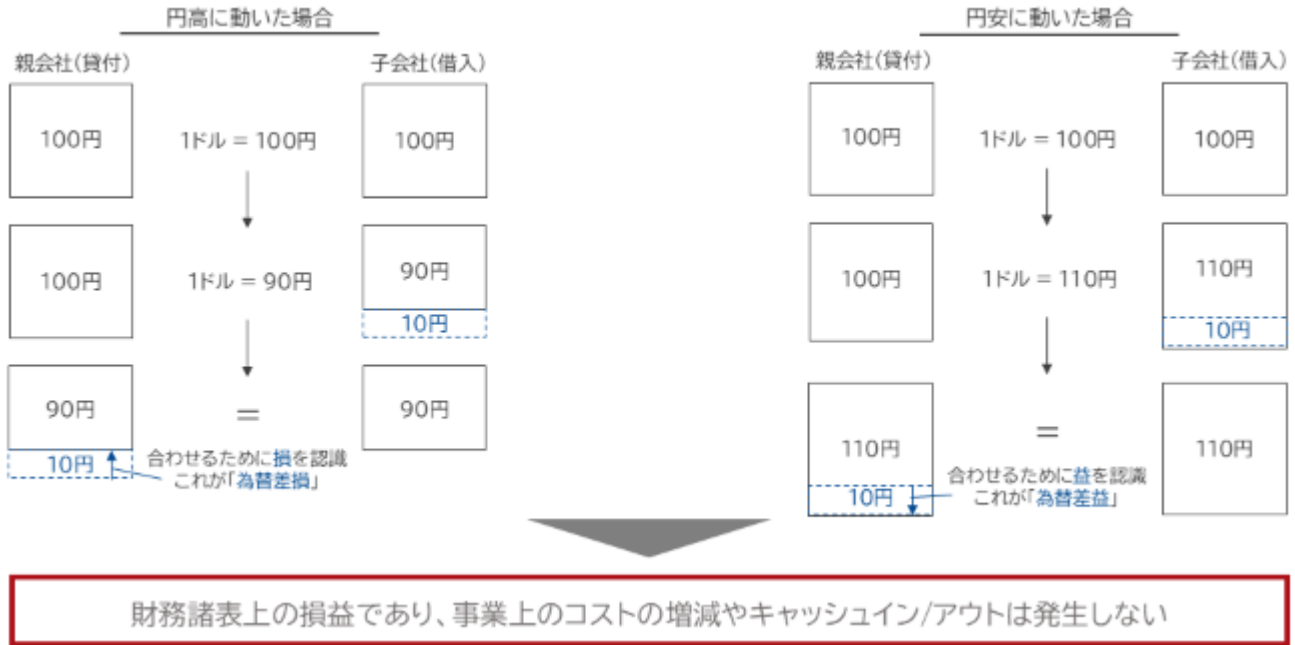 円高に動いた場合
親会社(貸付)
子会社(借入)
100円
1ドル = 100円
100円
100円
1ドル = 90円
90円
10円
90円
=
90円
10円
合わせるために損を認識
これが「為替差損」
円安に動いた場合
親会社(貸付)
子会社(借入)
100円
1ドル = 100円
100円
100円
1ドル = 110円
110円
10円
110円
=
110円
10円
合わせるために益を認識
これが「為替差益」
財務諸表上の損益であり、事業上のコストの増減やキャッシュイン/アウトは発生しない